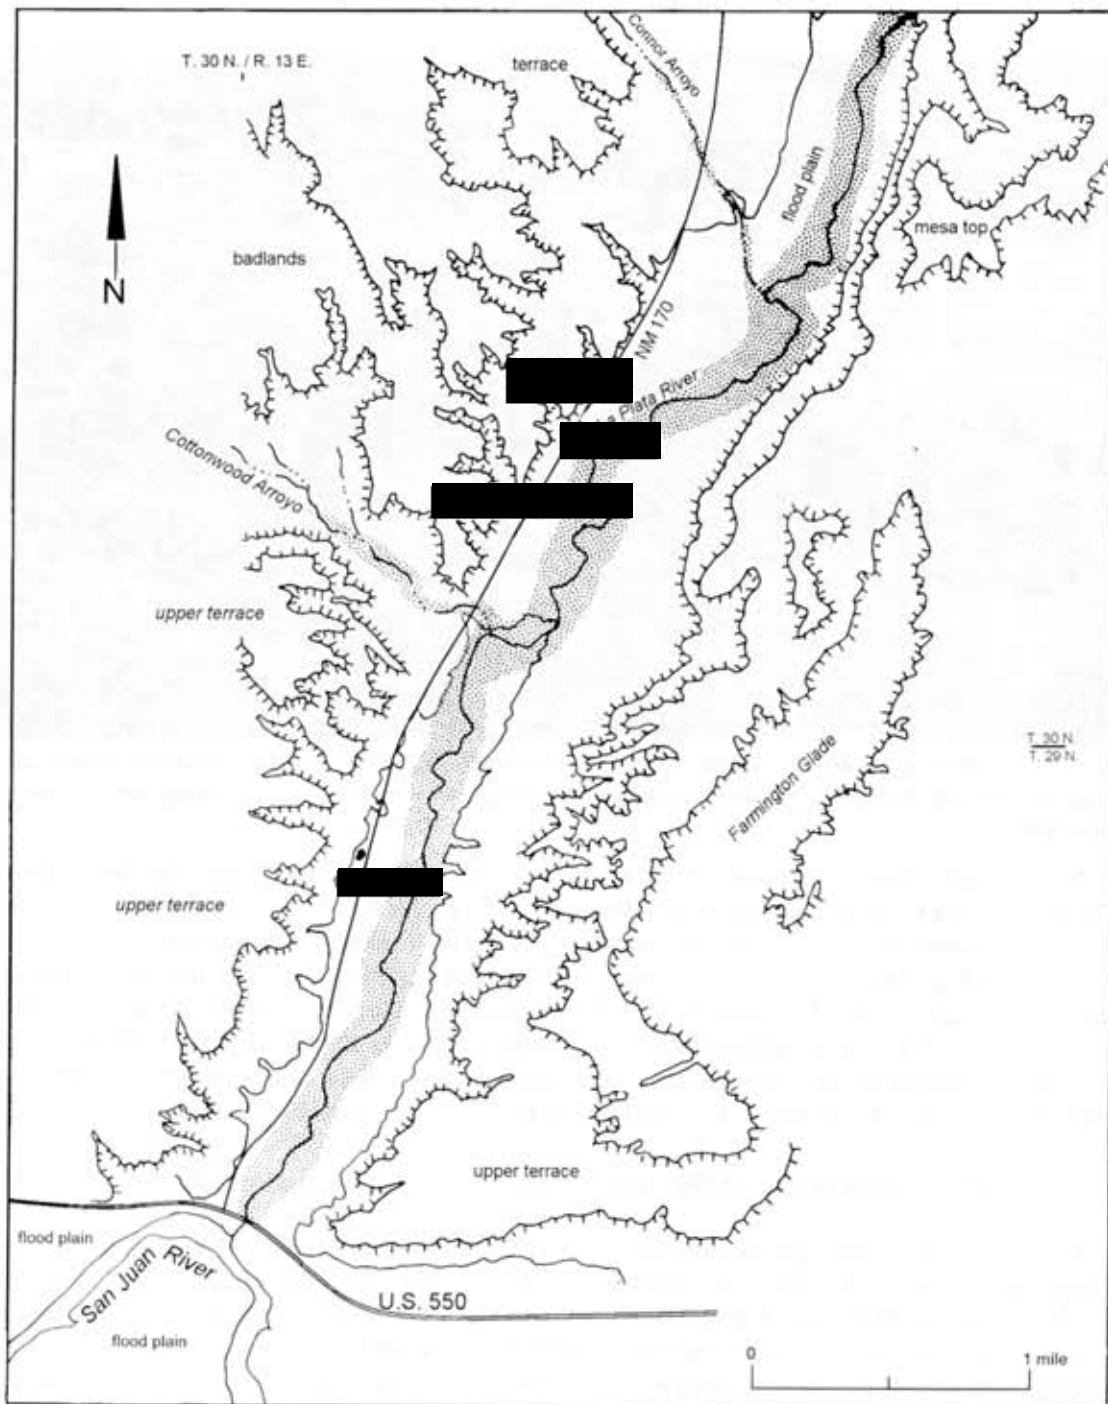 Connor Arroyo
T. 30 N. / R. 13 E.
terrace
flood plain
mesa top
badlands
N
NM 170
La Plata River
Cottonwood Arroyo
upper terrace
T. 30 N.
T. 29 N.
Farmington Glade
upper terrace
upper terrace
flood plain
San Juan River
U.S. 550
flood plain
0
1 mile